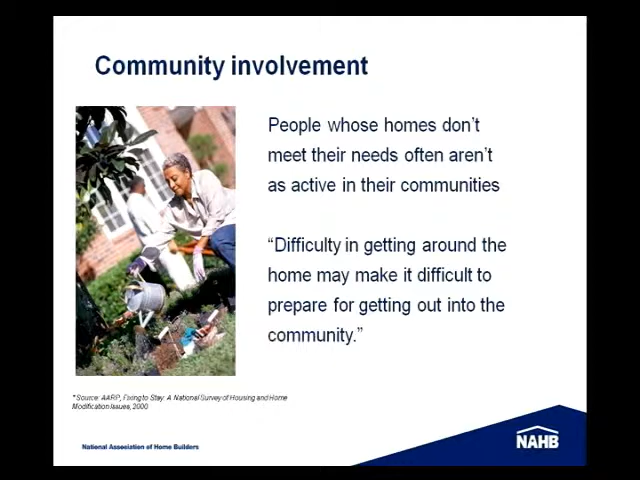 Community involvement
People whose homes don't
meet their needs often aren't
as active in their communities
“Difficulty in getting around the
home may make it difficult to
prepare for getting out into the
community.”
*Source: AARP, Fixing to Stay: A National Survey of Housing and Home
Modification Issues, 2000
National Association of Home Builders
NAHB